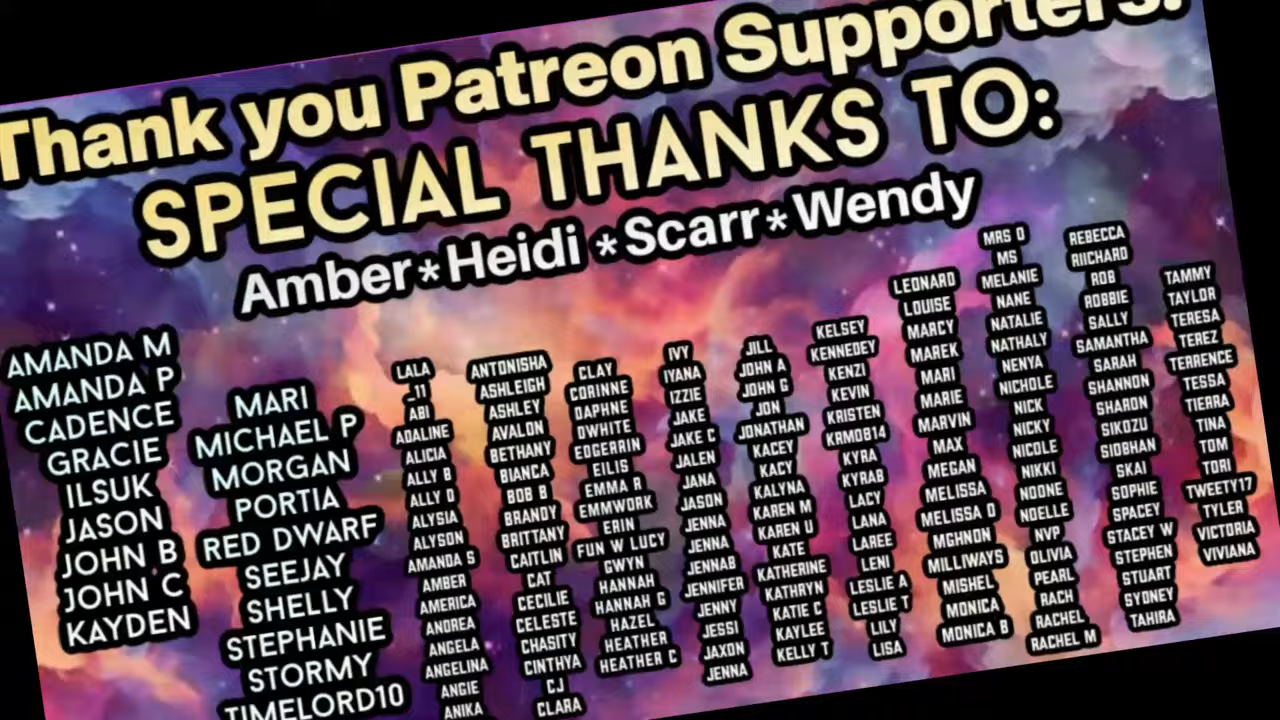 Thank you Patreon Supporters!
SPECIAL THANKS TO:
Amber*Heidi *Scarr*Wendy
AMANDA M
AMANDA P
CADENCE
GRACIE
ILSUK
JASON
JOHN B
JOHN C
KAYDEN
MARI
MICHAEL P
MORGAN
PORTIA
RED DWARF
SEEJAY
SHELLY
STEPHANIE
STORMY
TIMELORD10
LALA
_11
ABI
ADALINE
ALICIA
ALLY B
ALLY D
ALYSIA
ALYSON
AMANDA S
AMBER
AMERICA
ANDREA
ANGELA
ANGELINA
ANGIE
ANIKA
ANTONISHA
ASHLEIGH
ASHLEY
AVALON
BETHANY
BIANCA
BOB B
BRANDY
BRITTANY
CAITLIN
CAT
CECILIE
CELESTE
CHASITY
CINTHYA
CJ
CLARA
CLAY
CORINNE
DAPHNE
DWHITE
EDGERRIN
EILIS
EMMA R
EMMWORK
ERIN
FUN W LUCY
GWYN
HANNAH
HANNAH G
HAZEL
HEATHER
HEATHER C
IVY
IYANA
IZZIE
JAKE
JAKE C
JALEN
JANA
JASON
JENNA
JENNA
JENNAB
JENNIFER
JENNY
JESSI
JAXON
JENNA
JILL
JOHN A
JOHN G
JON
JONATHAN
KACEY
KACY
KALYNA
KAREN M
KAREN U
KATE
KATHERINE
KATHRYN
KATIE C
KAYLEE
KELLY T
KELSEY
KENNEDEY
KENZI
KEVIN
KRISTEN
KRMO814
KYRA
KYRAB
LACY
LANA
LAREE
LENI
LESLIE A
LESLIE T
LILY
LISA
LEONARD
LOUISE
MARCY
MAREK
MARI
MARIE
MARVIN
MAX
MEGAN
MELISSA
MELISSA D
MGHNON
MILLIWAYS
MISHEL
MONICA
MONICA B
MRS D
MS
MELANIE
NANE
NATALIE
NATHALY
NENYA
NICHOLE
NICK
NICKY
NICOLE
NIKKI
NOONE
NOELLE
NVP
OLIVIA
PEARL
RACH
RACHEL
RACHEL M
REBECCA
RIICHARD
ROB
ROBBIE
SALLY
SAMANTHA
SARAH
SHANNON
SHARON
SIKOZU
SIOBHAN
SKAI
SOPHIE
SPACEY
STACEY W
STEPHEN
STUART
SYDNEY
TAHIRA
TAMMY
TAYLOR
TERESA
TEREZ
TERRENCE
TESSA
TIERRA
TINA
TOM
TORI
TWEETY17
TYLER
VICTORIA
VIVIANA